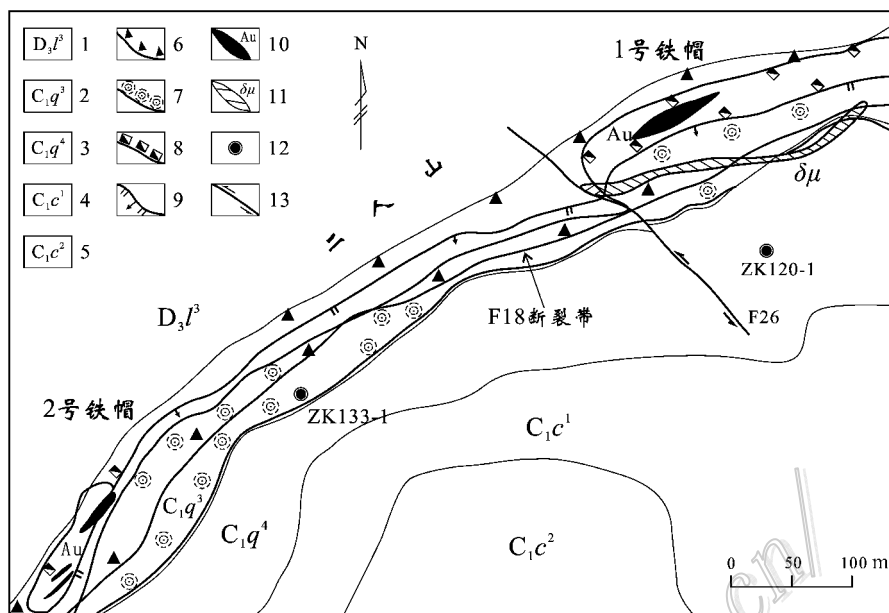 D₃l³ 1
C₁q³ 2
C₁q⁴ 3
C₁c¹ 4
C₁c² 5
6
7
8
9
Au 10
δμ 11
12
13
N
1号铁帽
Au
δμ
ZK120-1
F26
F18断裂带
D₃l³
2号铁帽
ZK133-1
C₁q³
C₁q⁴
C₁c¹
C₁c²
Au
0 50 100 m